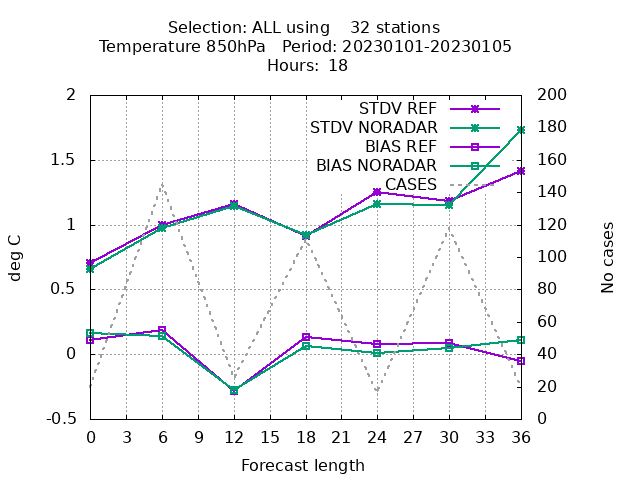 Selection: ALL using    32 stations
Temperature 850hPa   Period: 20230101-20230105
Hours:  18
STDV REF
STDV NORADAR
BIAS REF
BIAS NORADAR
CASES
deg C
2
1.5
1
0.5
0
-0.5
No cases
200
180
160
140
120
100
80
60
40
20
0
0 3 6 9 12 15 18 21 24 27 30 33 36
Forecast length